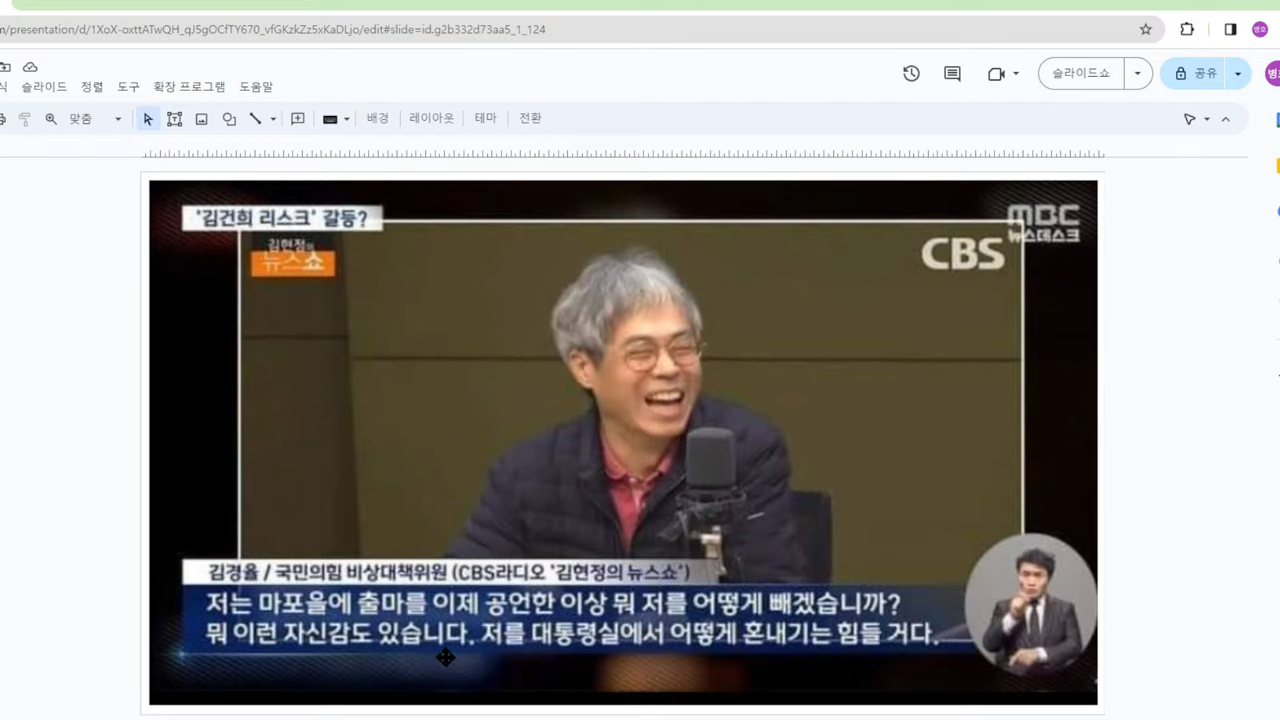 m/presentation/d/1XoX-oxttATwQH_qJ5gOCfTY670_vfGKzkZz5xKaDLjo/edit#slide=id.g2b332d73aa5_1_124
식 슬라이드 정렬 도구 확장 프로그램 도움말
슬라이드쇼
공유
맞춤
배경 레이아웃 테마 전환
'김건희 리스크' 갈등?
MBC
뉴스데스크
김현정의
뉴스쇼
CBS
김경율 / 국민의힘 비상대책위원 (CBS라디오 '김현정의 뉴스쇼')
저는 마포을에 출마를 이제 공언한 이상 뭐 저를 어떻게 빼겠습니까?
뭐 이런 자신감도 있습니다. 저를 대통령실에서 어떻게 혼내기는 힘들 거다.